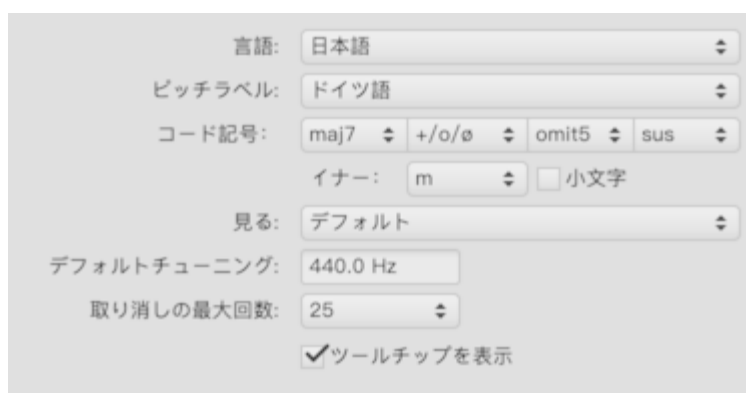 言語: 日本語
ピッチラベル: ドイツ語
コード記号: maj7 +/o/ø omit5 sus
イナー: m 小文字
見る: デフォルト
デフォルトチューニング: 440.0 Hz
取り消しの最大回数: 25
ツールチップを表示